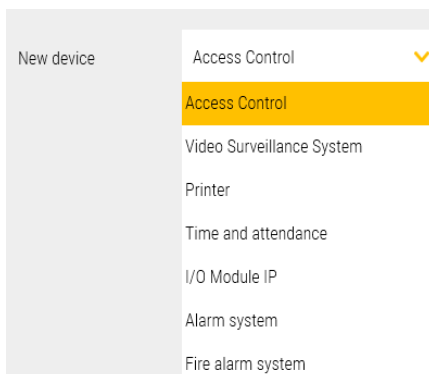 New device
Access Control
Access Control
Video Surveillance System
Printer
Time and attendance
I/O Module IP
Alarm system
Fire alarm system